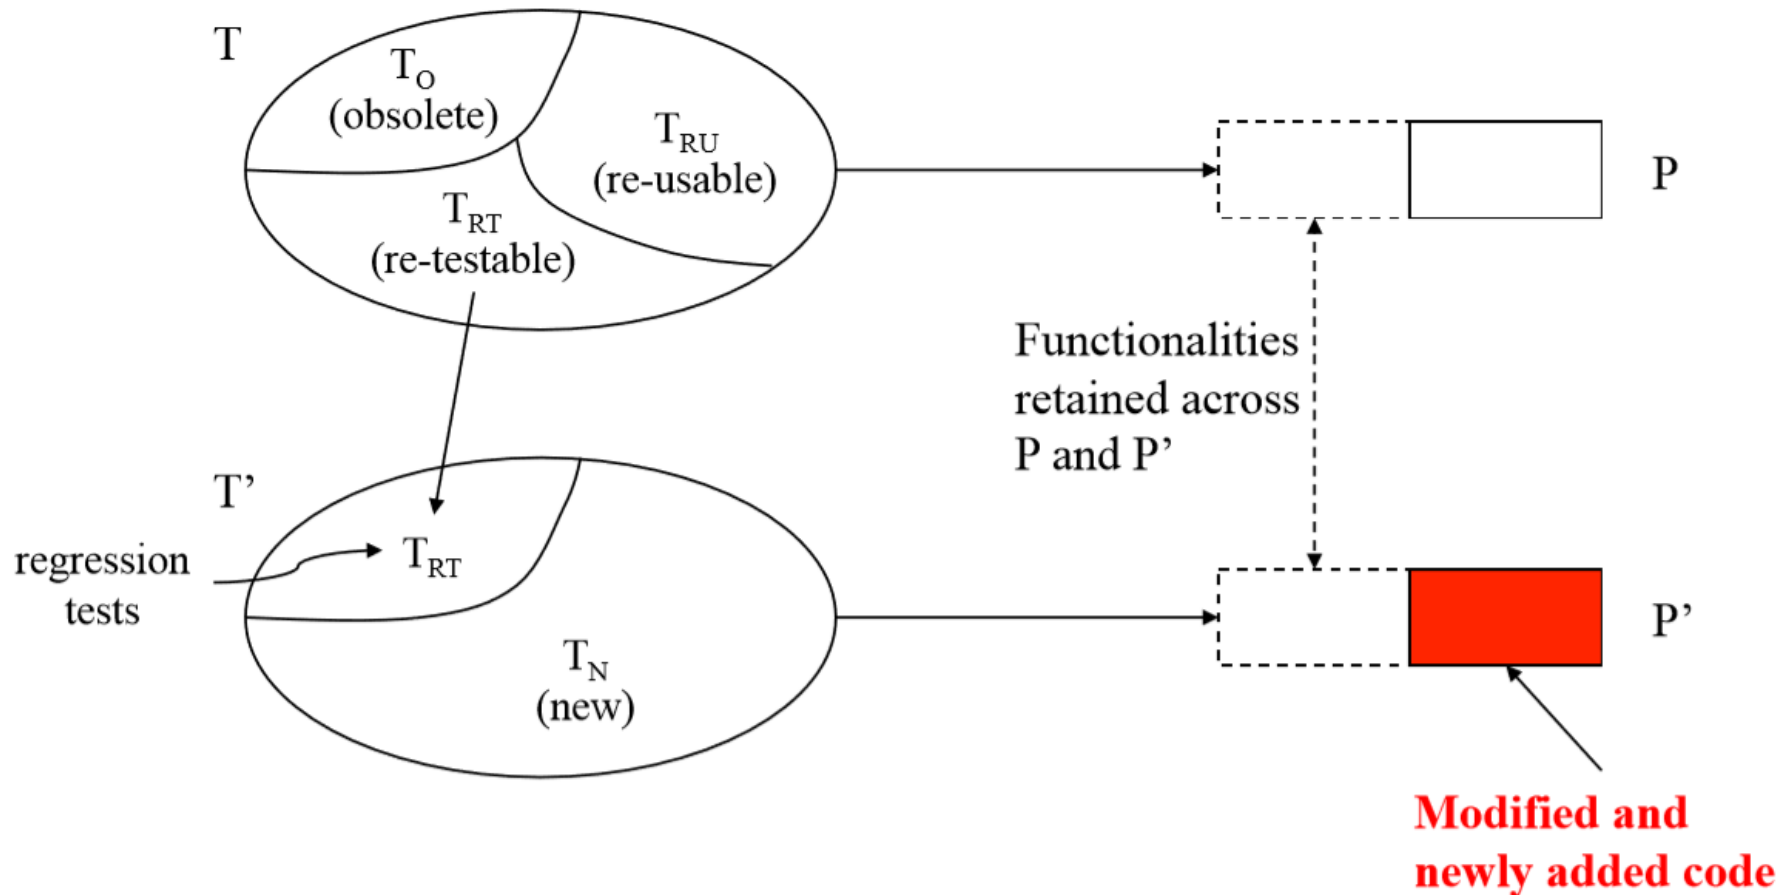 T
T_O
(obsolete)
T_RU
(re-usable)
T_RT
(re-testable)
P
Functionalities
retained across
P and P’
T’
regression
tests
T_RT
T_N
(new)
P’
Modified and
newly added code